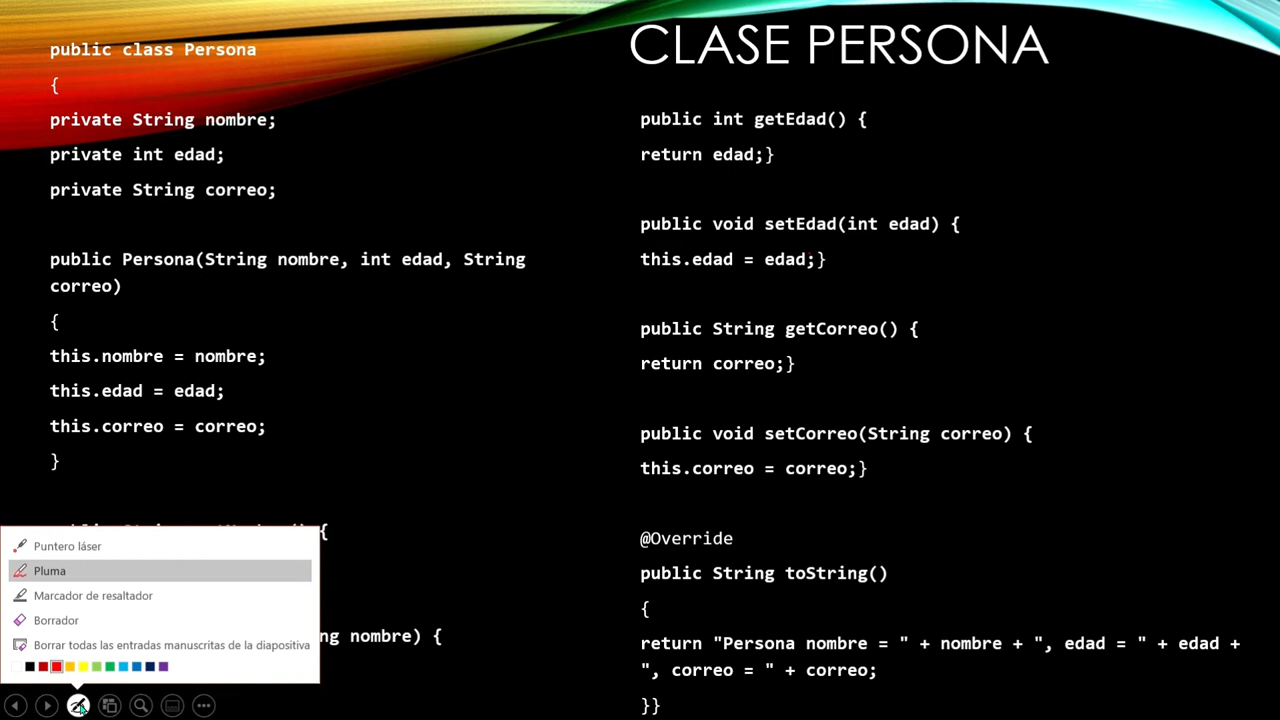 public class Persona
{
private String nombre;
private int edad;
private String correo;
public Persona(String nombre, int edad, String
correo)
{
this.nombre = nombre;
this.edad = edad;
this.correo = correo;
}
{
nombre) {
Puntero láser
Pluma
Marcador de resaltador
Borrador
Borrar todas las entradas manuscritas de la diapositiva
CLASE PERSONA
public int getEdad() {
return edad;}
public void setEdad(int edad) {
this.edad = edad;}
public String getCorreo() {
return correo;}
public void setCorreo(String correo) {
this.correo = correo;}
@Override
public String toString()
{
return "Persona nombre = " + nombre + ", edad = " + edad +
", correo = " + correo;
}}